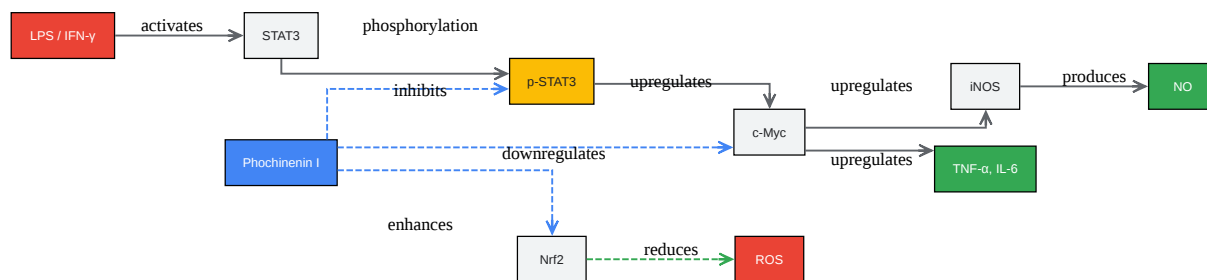 LPS / IFN-γ
activates
STAT3
phosphorylation
p-STAT3
inhibits
upregulates
upregulates
iNOS
produces
NO
c-Myc
Phochinenin I
downregulates
upregulates
TNF-α, IL-6
enhances
Nrf2
reduces
ROS